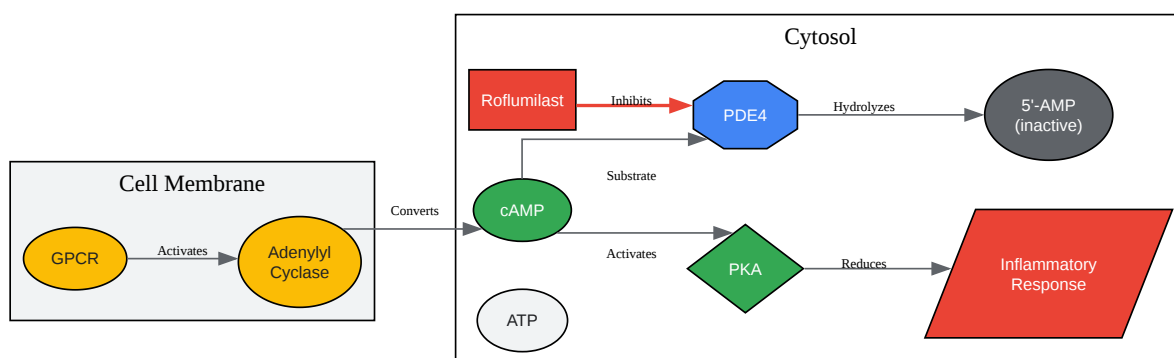 Cytosol
Roflumilast
Inhibits
PDE4
Hydrolyzes
5'-AMP
(inactive)
Cell Membrane
Substrate
Converts
cAMP
GPCR
Activates
Adenylyl
Cyclase
Activates
PKA
Reduces
Inflammatory
Response
ATP